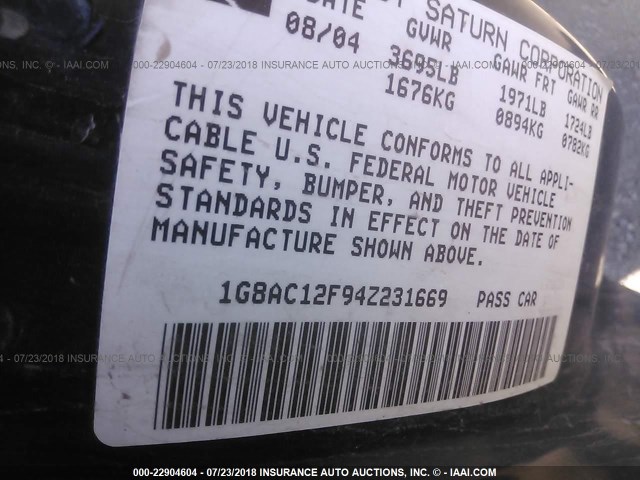 DATE GVWR SATURN CORPORATION
08/04 3695LB GAWR FRT GAWR RR
1676KG 1971LB 1724LB
0894KG 0782KG
THIS VEHICLE CONFORMS TO ALL APPLI-
CABLE U.S. FEDERAL MOTOR VEHICLE
SAFETY, BUMPER, AND THEFT PREVENTION
STANDARDS IN EFFECT ON THE DATE OF
MANUFACTURE SHOWN ABOVE.
1G8AC12F94Z231669 PASS CAR
000-22904604 - 07/23/2018 INSURANCE AUTO AUCTIONS, INC. - © IAAI.COM